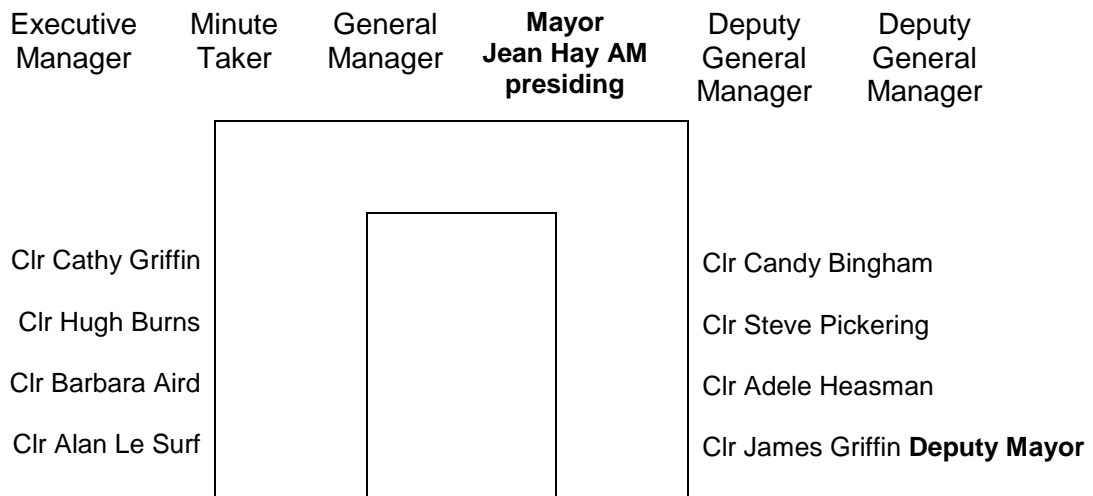 Executive Manager
Minute Taker
General Manager
Mayor
Jean Hay AM
presiding
Deputy General Manager
Deputy General Manager
Clr Cathy Griffin
Clr Candy Bingham
Clr Hugh Burns
Clr Steve Pickering
Clr Barbara Aird
Clr Adele Heasman
Clr Alan Le Surf
Clr James Griffin Deputy Mayor